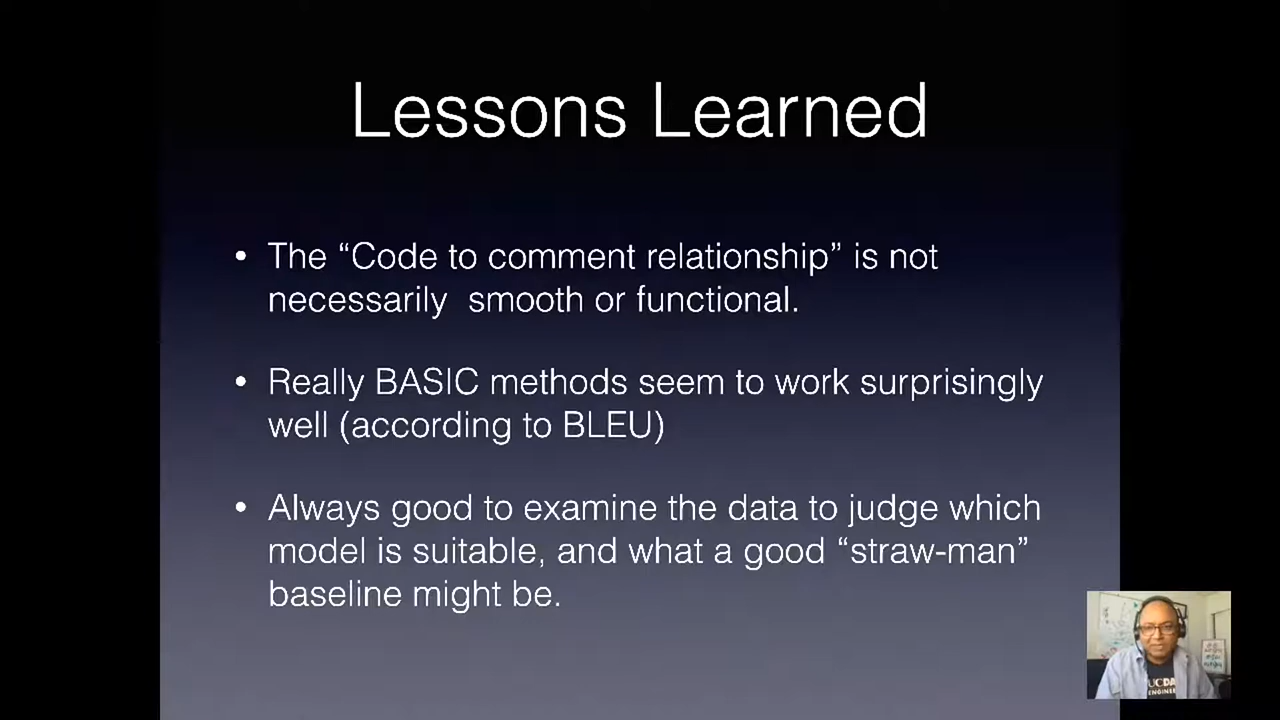 Lessons Learned
• The “Code to comment relationship” is not
necessarily  smooth or functional.
• Really BASIC methods seem to work surprisingly
well (according to BLEU)
• Always good to examine the data to judge which
model is suitable, and what a good “straw-man”
baseline might be.
UCDA
ENGINEER